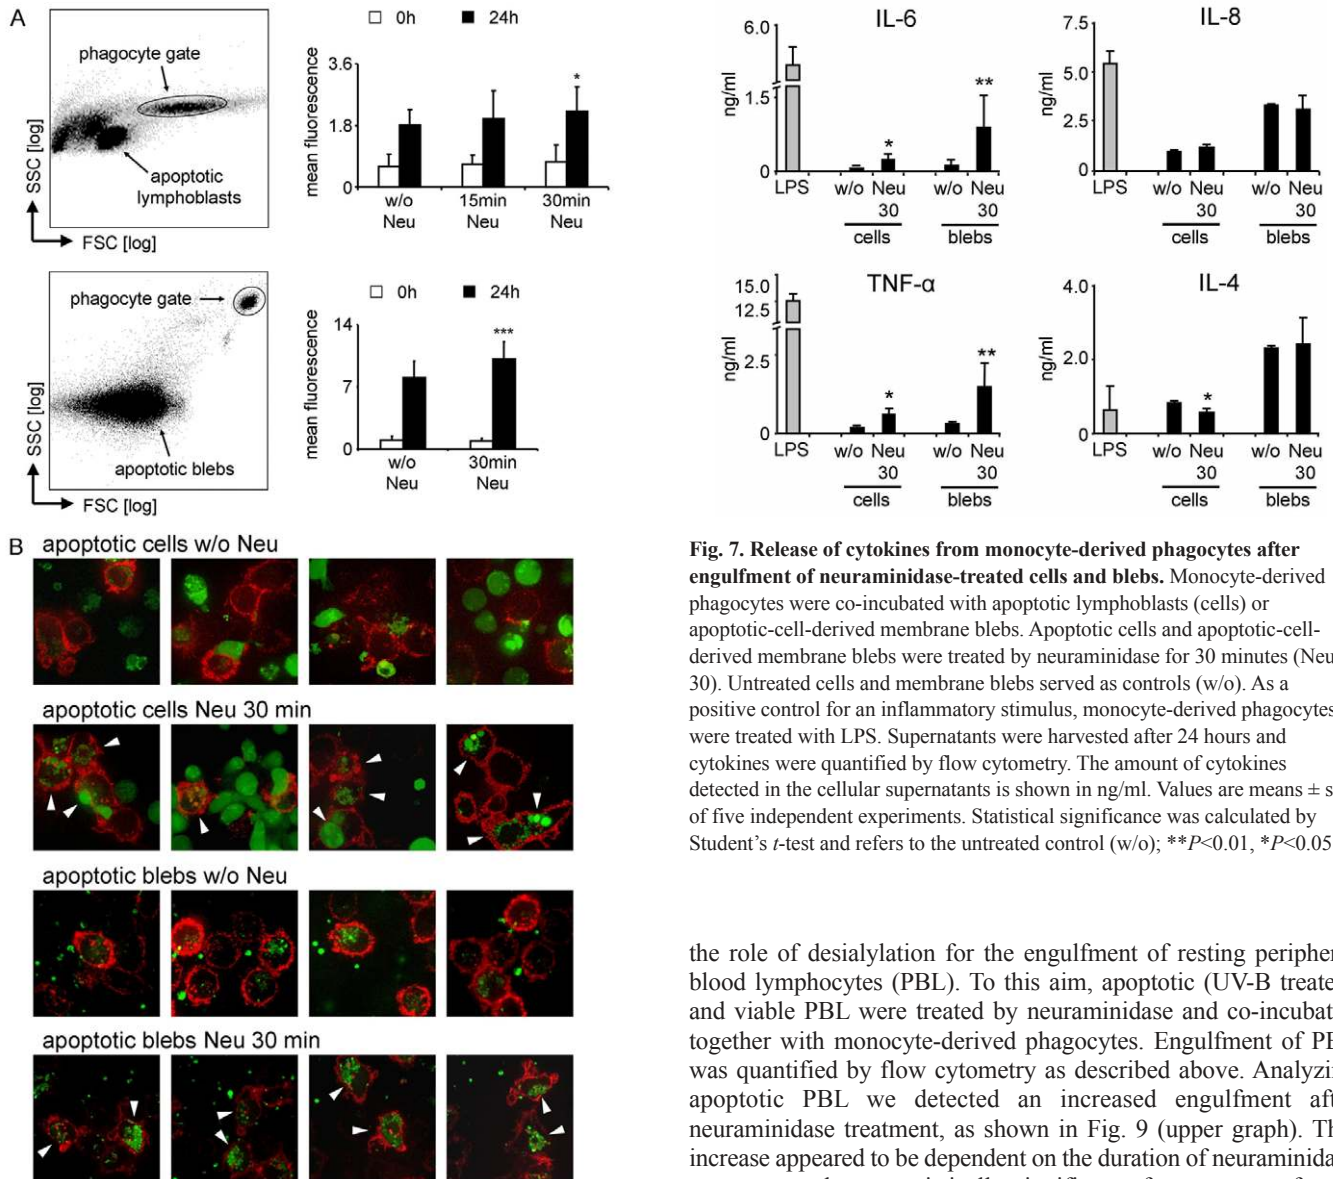 A
phagocyte gate
apoptotic
lymphoblasts
SSC [log]
FSC [log]
0h
24h
mean fluorescence
3.6
1.8
0
w/o
Neu
15min
Neu
30min
Neu
*
phagocyte gate
apoptotic blebs
SSC [log]
FSC [log]
0h
24h
mean fluorescence
14
7
0
w/o
Neu
30min
Neu
***
B
apoptotic cells w/o Neu
apoptotic cells Neu 30 min
apoptotic blebs w/o Neu
apoptotic blebs Neu 30 min
IL-6
ng/ml
6.0
1.5
0
* **
LPS w/o Neu w/o Neu
30 30
cells blebs
IL-8
ng/ml
7.5
5.0
2.5
0
LPS w/o Neu w/o Neu
30 30
cells blebs
TNF-α
ng/ml
15.0
12.5
2.5
0
* **
LPS w/o Neu w/o Neu
30 30
cells blebs
IL-4
ng/ml
4.0
2.0
0
*
LPS w/o Neu w/o Neu
30 30
cells blebs
Fig. 7. Release of cytokines from monocyte-derived phagocytes after
engulfment of neuraminidase-treated cells and blebs. Monocyte-derived
phagocytes were co-incubated with apoptotic lymphoblasts (cells) or
apoptotic-cell-derived membrane blebs. Apoptotic cells and apoptotic-cell-
derived membrane blebs were treated by neuraminidase for 30 minutes (Neu
30). Untreated cells and membrane blebs served as controls (w/o). As a
positive control for an inflammatory stimulus, monocyte-derived phagocytes
were treated with LPS. Supernatants were harvested after 24 hours and
cytokines were quantified by flow cytometry. The amount of cytokines
detected in the cellular supernatants is shown in ng/ml. Values are means ± s
of five independent experiments. Statistical significance was calculated by
Student's t-test and refers to the untreated control (w/o); **P<0.01, *P<0.05
the role of desialylation for the engulfment of resting peripher
blood lymphocytes (PBL). To this aim, apoptotic (UV-B treate
and viable PBL were treated by neuraminidase and co-incubat
together with monocyte-derived phagocytes. Engulfment of PB
was quantified by flow cytometry as described above. Analyzi
apoptotic PBL we detected an increased engulfment aft
neuraminidase treatment, as shown in Fig. 9 (upper graph). Th
increase appeared to be dependent on the duration of neuraminida